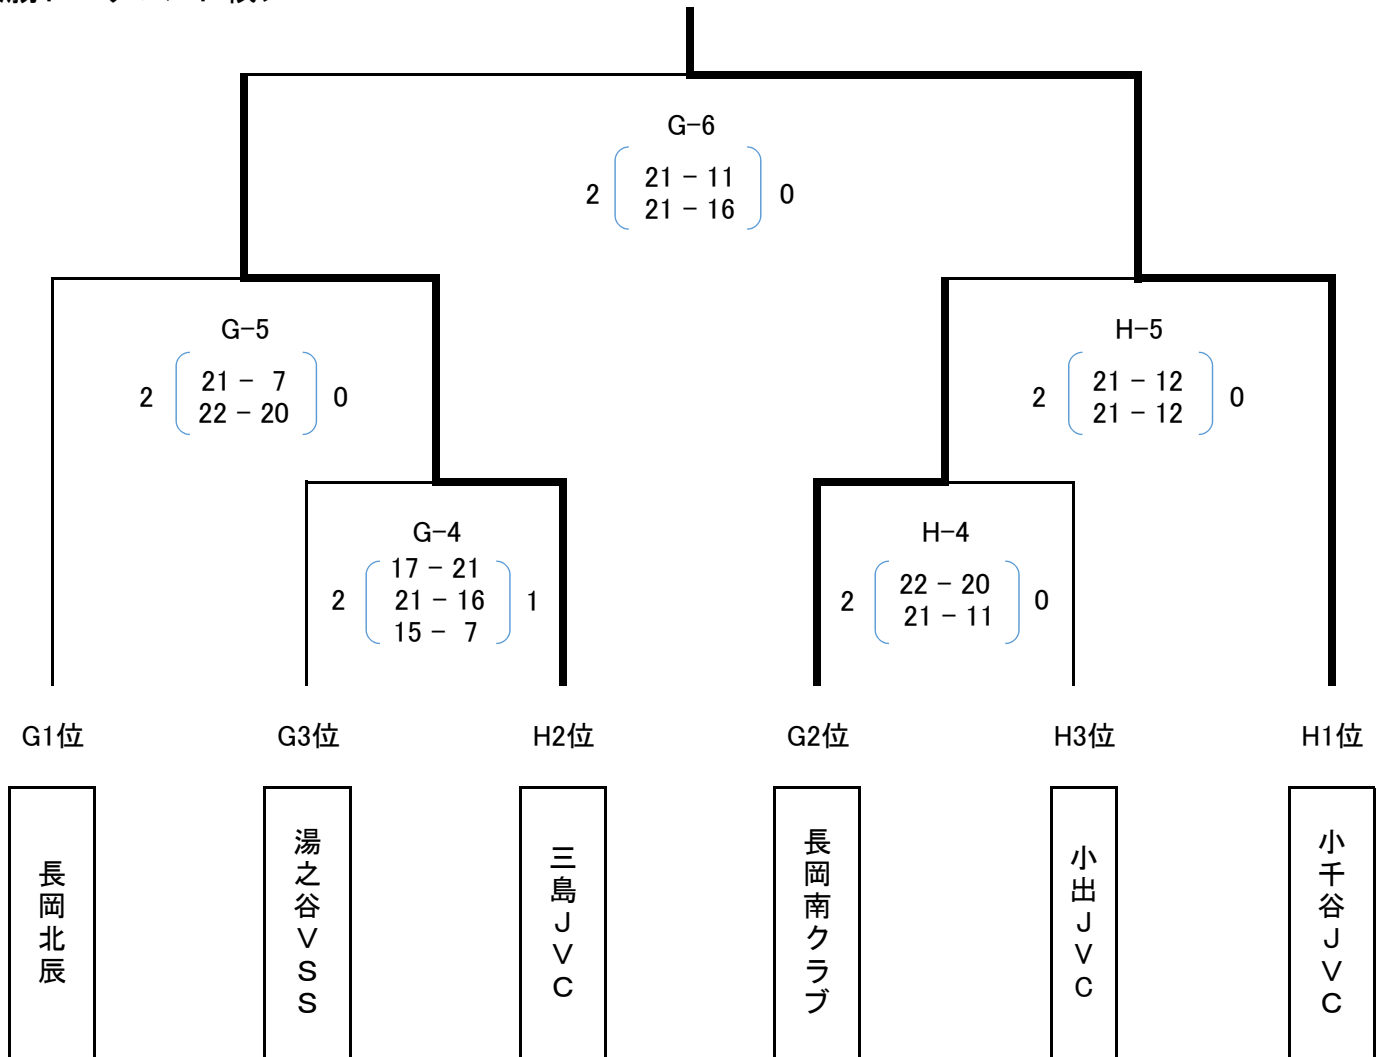 G-6
2 21 - 11 0
21 - 16
G-5
2 21 - 7 0
22 - 20
H-5
2 21 - 12 0
21 - 12
G-4
17 - 21
2 21 - 16 1
15 - 7
H-4
2 22 - 20 0
21 - 11
G1位 G3位 H2位 G2位 H3位 H1位
長岡北辰
湯之谷VSS
三島JVC
長岡南クラブ
小出JVC
小千谷JVC